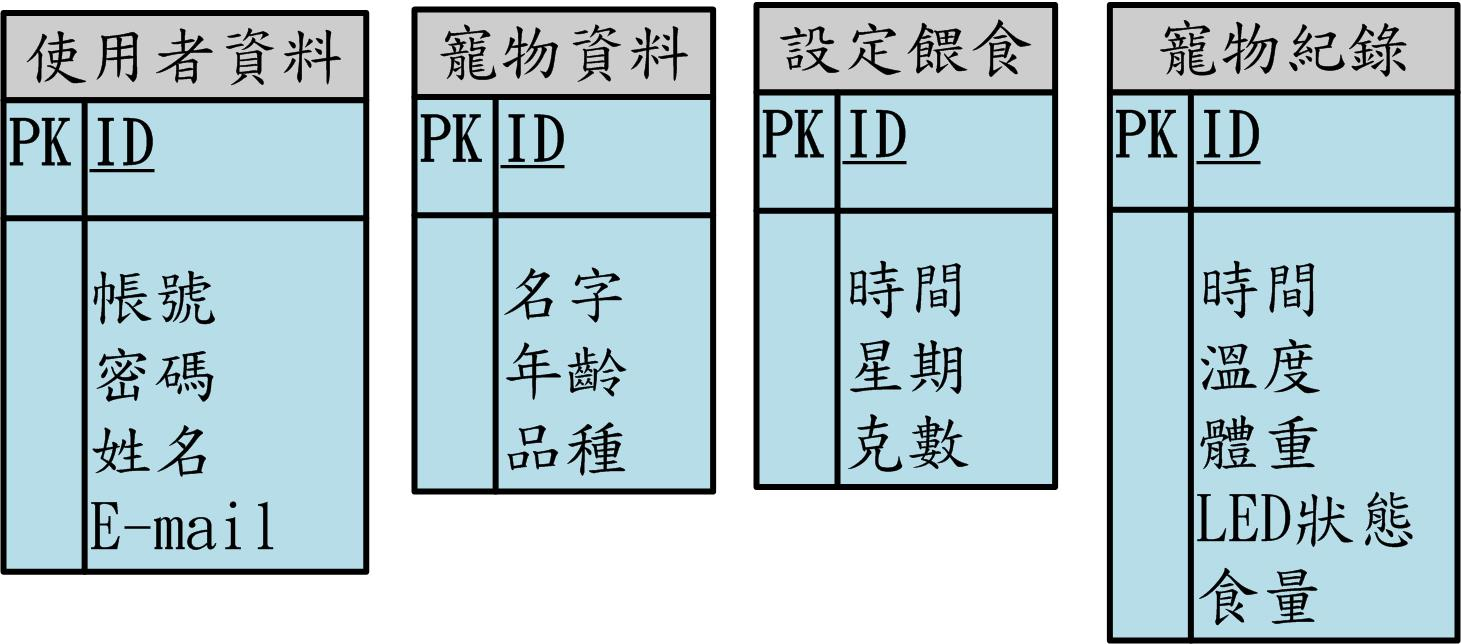 使用者資料
PK ID
帳號
密碼
姓名
E-mail
寵物資料
PK ID
名字
年齡
品種
設定餵食
PK ID
時間
星期
克數
寵物紀錄
PK ID
時間
溫度
體重
LED狀態
食量